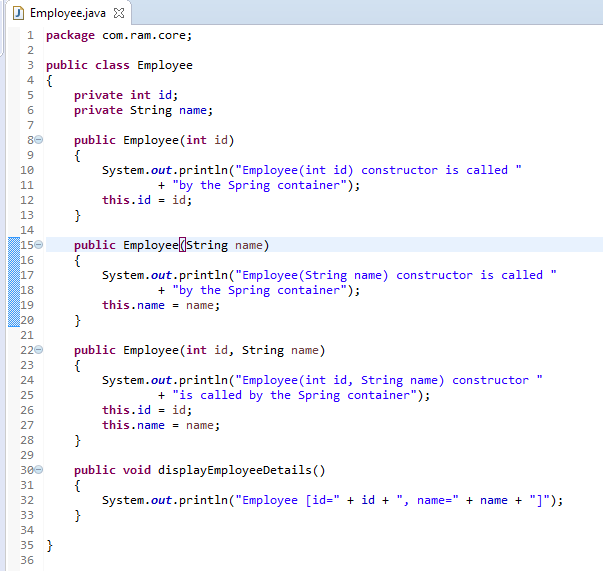 Employee.java
1 package com.ram.core;
2
3 public class Employee
4 {
5     private int id;
6     private String name;
7
8     public Employee(int id)
9     {
10         System.out.println("Employee(int id) constructor is called "
11                 + "by the Spring container");
12         this.id = id;
13     }
14
15     public Employee(String name)
16     {
17         System.out.println("Employee(String name) constructor is called "
18                 + "by the Spring container");
19         this.name = name;
20     }
21
22     public Employee(int id, String name)
23     {
24         System.out.println("Employee(int id, String name) constructor "
25                 + "is called by the Spring container");
26         this.id = id;
27         this.name = name;
28     }
29
30     public void displayEmployeeDetails()
31     {
32         System.out.println("Employee [id=" + id + ", name=" + name + "]");
33     }
34
35 }
36